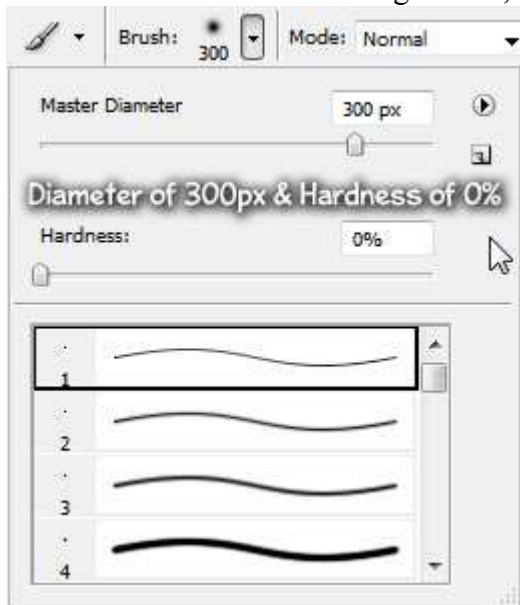 Brush: 300 Mode: Normal
Master Diameter 300 px
Diameter of 300px & Hardness of 0%
Hardness: 0%
1
2
3
4